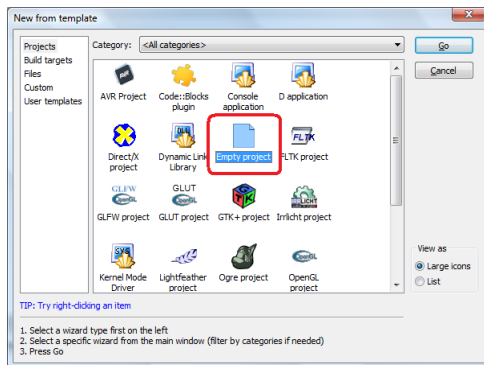 New from template
Projects
Build targets
Files
Custom
User templates
Category: <All categories>
Go
Cancel
AVR Project
Code::Blocks
plugin
Console
application
D application
Direct/X
project
Dynamic Link
Library
Empty project
FLTK project
GLFW project
GLUT project
GTK+ project
Irrlicht project
Kernel Mode
Driver
Lightfeather
project
Ogre project
OpenGL
project
View as
Large icons
List
TIP: Try right-clicking an item
1. Select a wizard type first on the left
2. Select a specific wizard from the main window (filter by categories if needed)
3. Press Go